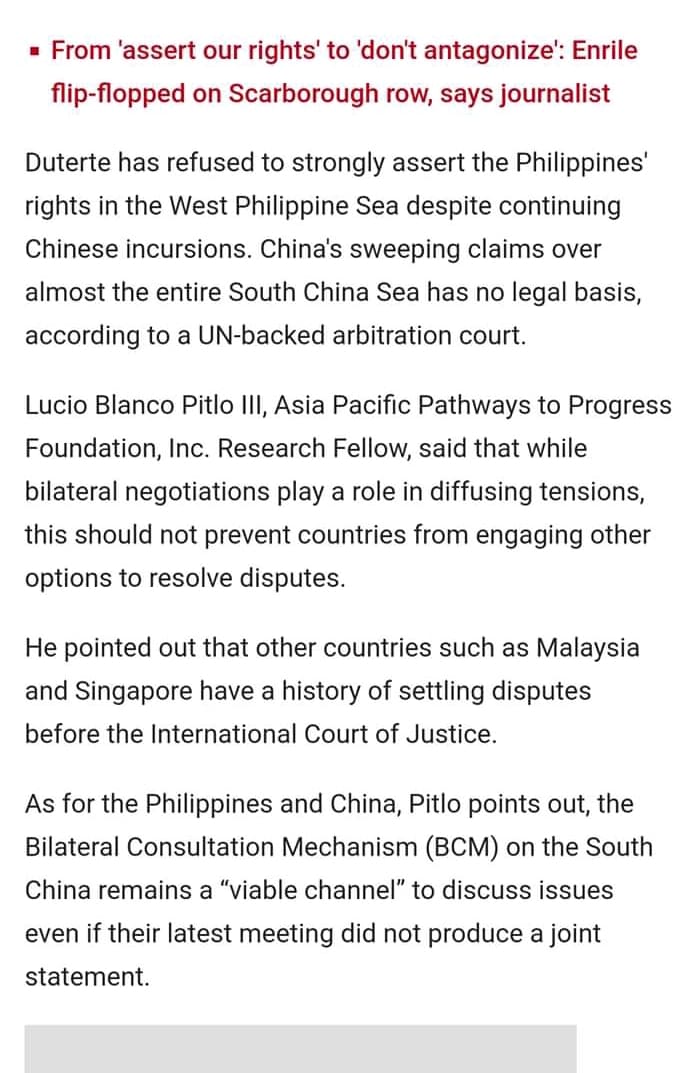 ▪ From 'assert our rights' to 'don't antagonize': Enrile
flip-flopped on Scarborough row, says journalist
Duterte has refused to strongly assert the Philippines'
rights in the West Philippine Sea despite continuing
Chinese incursions. China's sweeping claims over
almost the entire South China Sea has no legal basis,
according to a UN-backed arbitration court.
Lucio Blanco Pitlo III, Asia Pacific Pathways to Progress
Foundation, Inc. Research Fellow, said that while
bilateral negotiations play a role in diffusing tensions,
this should not prevent countries from engaging other
options to resolve disputes.
He pointed out that other countries such as Malaysia
and Singapore have a history of settling disputes
before the International Court of Justice.
As for the Philippines and China, Pitlo points out, the
Bilateral Consultation Mechanism (BCM) on the South
China remains a “viable channel” to discuss issues
even if their latest meeting did not produce a joint
statement.